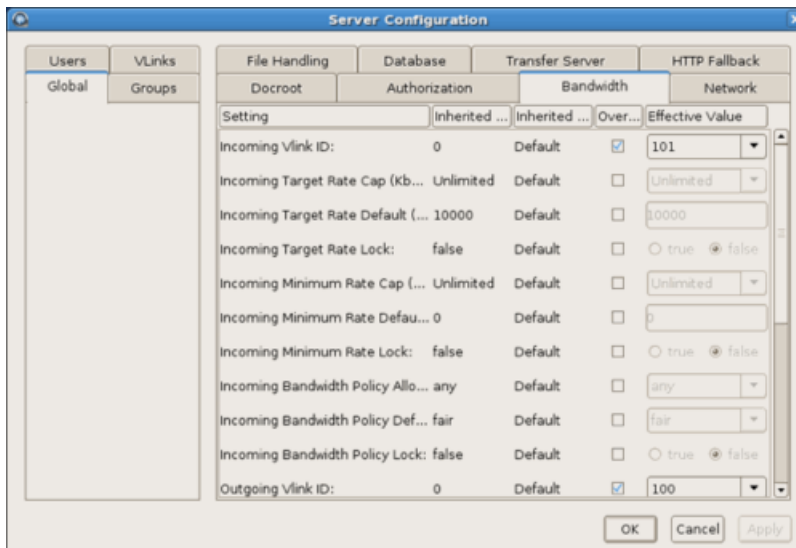 Server Configuration
Users VLinks
Global Groups
File Handling Database Transfer Server HTTP Fallback
Docroot Authorization Bandwidth Network
Setting Inherited ... Inherited ... Over... Effective Value
Incoming Vlink ID: 0 Default 101
Incoming Target Rate Cap (Kb... Unlimited Default Unlimited
Incoming Target Rate Default (... 10000 Default 10000
Incoming Target Rate Lock: false Default true false
Incoming Minimum Rate Cap (... Unlimited Default Unlimited
Incoming Minimum Rate Defau... 0 Default 0
Incoming Minimum Rate Lock: false Default true false
Incoming Bandwidth Policy Allo... any Default any
Incoming Bandwidth Policy Def... fair Default fair
Incoming Bandwidth Policy Lock: false Default true false
Outgoing Vlink ID: 0 Default 100
OK Cancel Apply